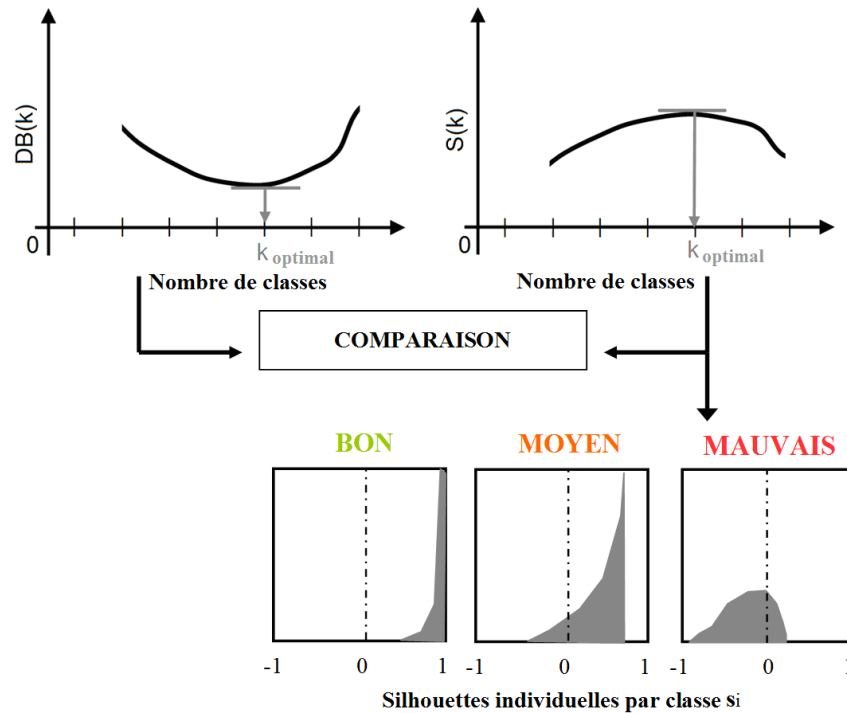 DB(k)
0
k optimal
Nombre de classes
S(k)
0
k optimal
Nombre de classes
COMPARAISON
BON
MOYEN
MAUVAIS
-1 0 1
-1 0 1
-1 0 1
Silhouettes individuelles par classe si